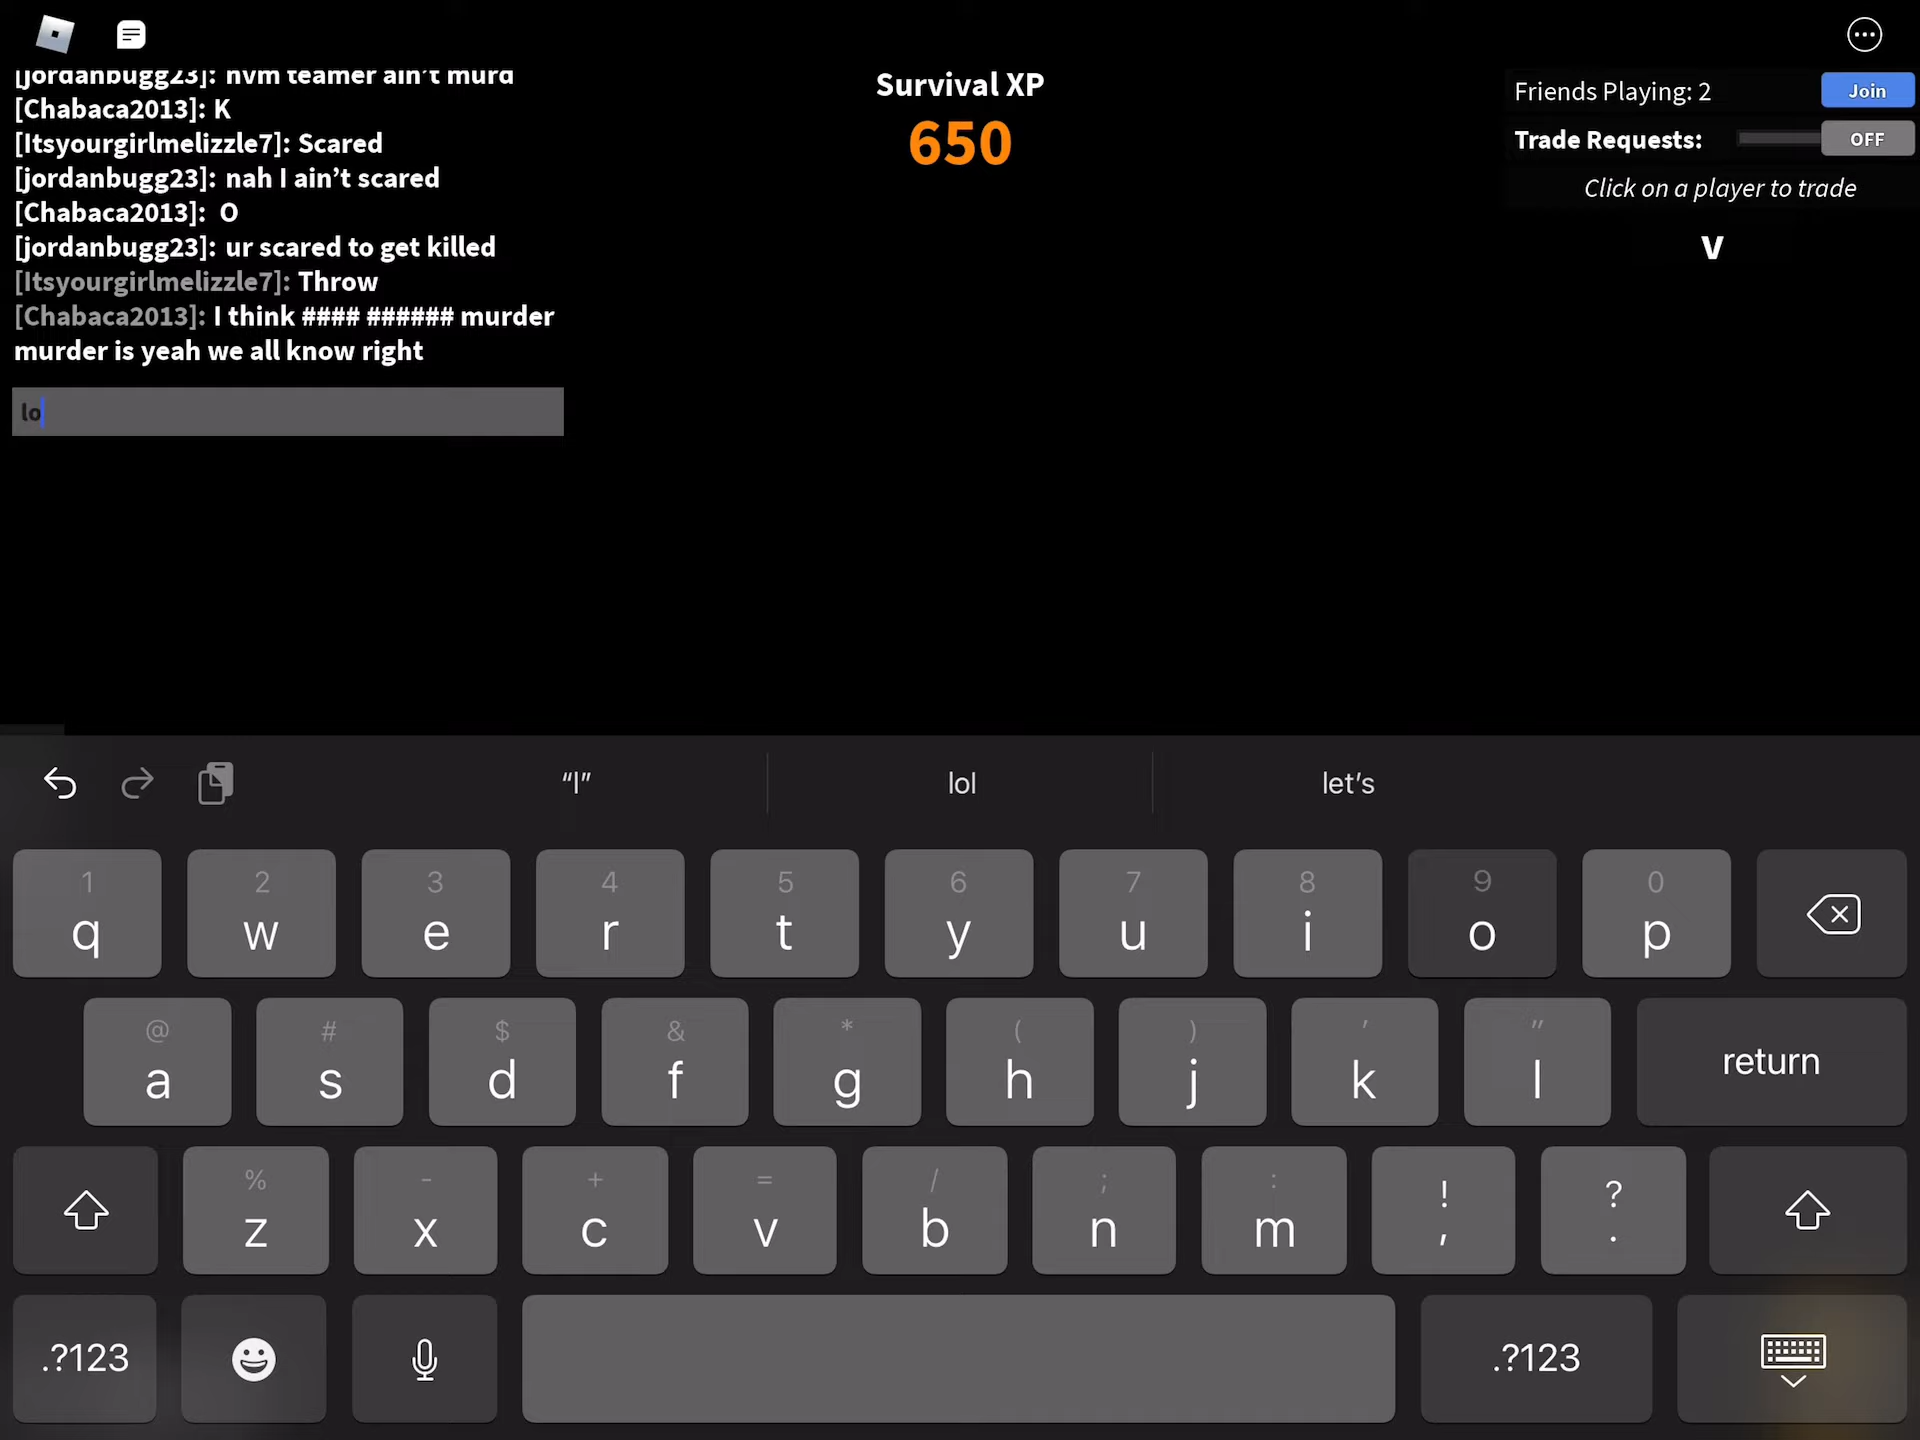 [jordanbugg23]: nvm teamer ain't murd
[Chabaca2013]: K
[Itsyourgirlmelizzle7]: Scared
[jordanbugg23]: nah I ain't scared
[Chabaca2013]: O
[jordanbugg23]: ur scared to get killed
[Itsyourgirlmelizzle7]: Throw
[Chabaca2013]: I think #### ###### murder
murder is yeah we all know right
lo
Survival XP
650
Friends Playing: 2 Join
Trade Requests: OFF
Click on a player to trade
V
“l” lol let's
1 2 3 4 5 6 7 8 9 0
q w e r t y u i o p
@ # $ & * ( ) ' "
a s d f g h j k l return
% - + = / ; : ! ?
z x c v b n m , .
.?123 .?123